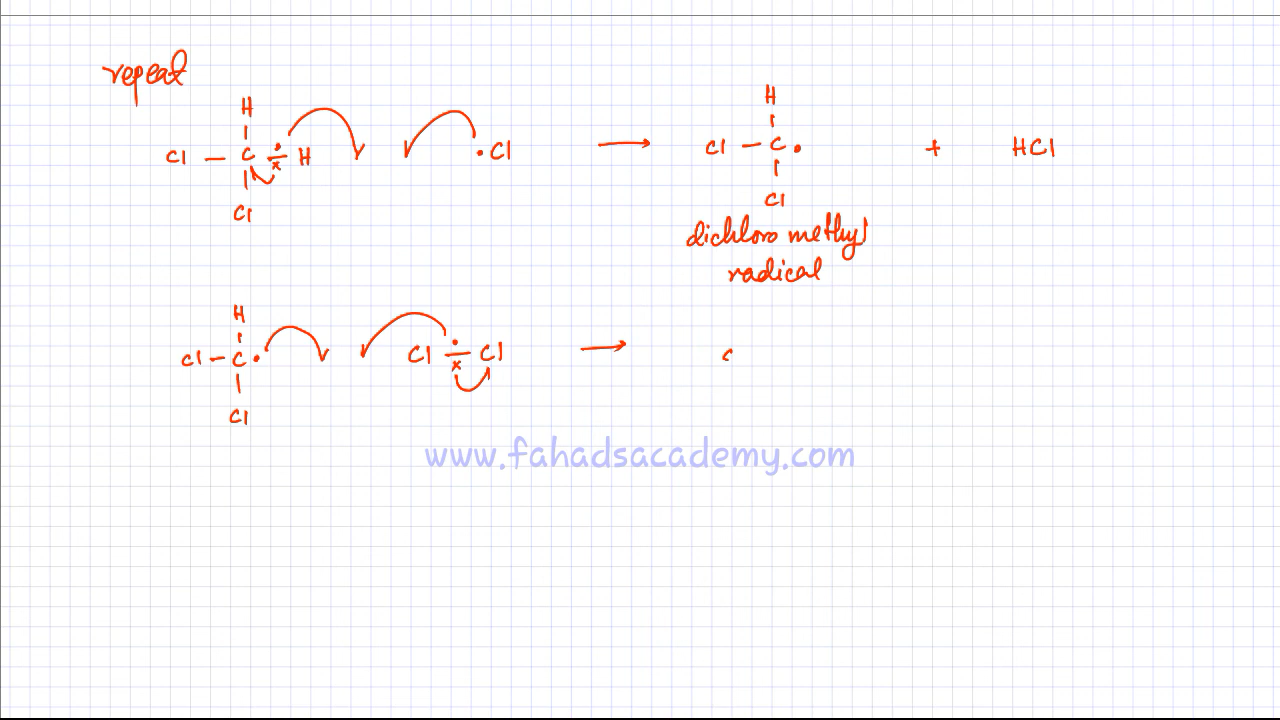 repeat
H
Cl – C ÷ H   · Cl → Cl – C · + HCl
Cl
H
Cl
dichloro methyl
radical
H
Cl – C ·   Cl ÷ Cl → c
Cl
www.fahadsacademy.com